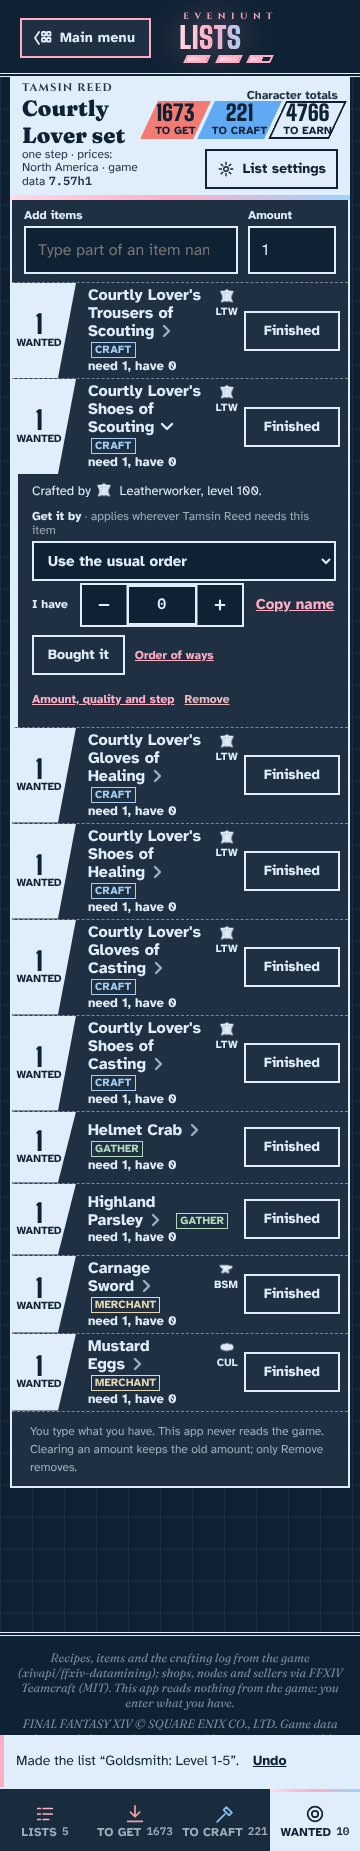 Main menu
EVENIUNT
LISTS
TAMSIN REED
Courtly
Lover set
one step · prices:
North America · game
data 7.57h1
Character totals
1673
TO GET
221
TO CRAFT
4766
TO EARN
List settings
Add items
Amount
Type part of an item nan
1
1
WANTED
Courtly Lover's
Trousers of
Scouting
CRAFT
need 1, have 0
LTW
Finished
1
WANTED
Courtly Lover's
Shoes of
Scouting
CRAFT
need 1, have 0
LTW
Finished
Crafted by Leatherworker, level 100.
Get it by · applies wherever Tamsin Reed needs this
item
Use the usual order
I have
−
0
+
Copy name
Bought it
Order of ways
Amount, quality and step
Remove
1
WANTED
Courtly Lover's
Gloves of
Healing
CRAFT
need 1, have 0
LTW
Finished
1
WANTED
Courtly Lover's
Shoes of
Healing
CRAFT
need 1, have 0
LTW
Finished
1
WANTED
Courtly Lover's
Gloves of
Casting
CRAFT
need 1, have 0
LTW
Finished
1
WANTED
Courtly Lover's
Shoes of
Casting
CRAFT
need 1, have 0
LTW
Finished
1
WANTED
Helmet Crab
GATHER
need 1, have 0
Finished
1
WANTED
Highland
Parsley
GATHER
need 1, have 0
Finished
1
WANTED
Carnage
Sword
MERCHANT
need 1, have 0
BSM
Finished
1
WANTED
Mustard
Eggs
MERCHANT
need 1, have 0
CUL
Finished
You type what you have. This app never reads the game.
Clearing an amount keeps the old amount; only Remove
removes.
Recipes, items and the crafting log from the game
(xivapi/ffxiv-datamining); shops, nodes and sellers via FFXIV
Teamcraft (MIT). This app reads nothing from the game: you
enter what you have.
FINAL FANTASY XIV © SQUARE ENIX CO., LTD. Game data
Made the list “Goldsmith: Level 1-5”.
Undo
LISTS 5
TO GET 1673
TO CRAFT 221
WANTED 10